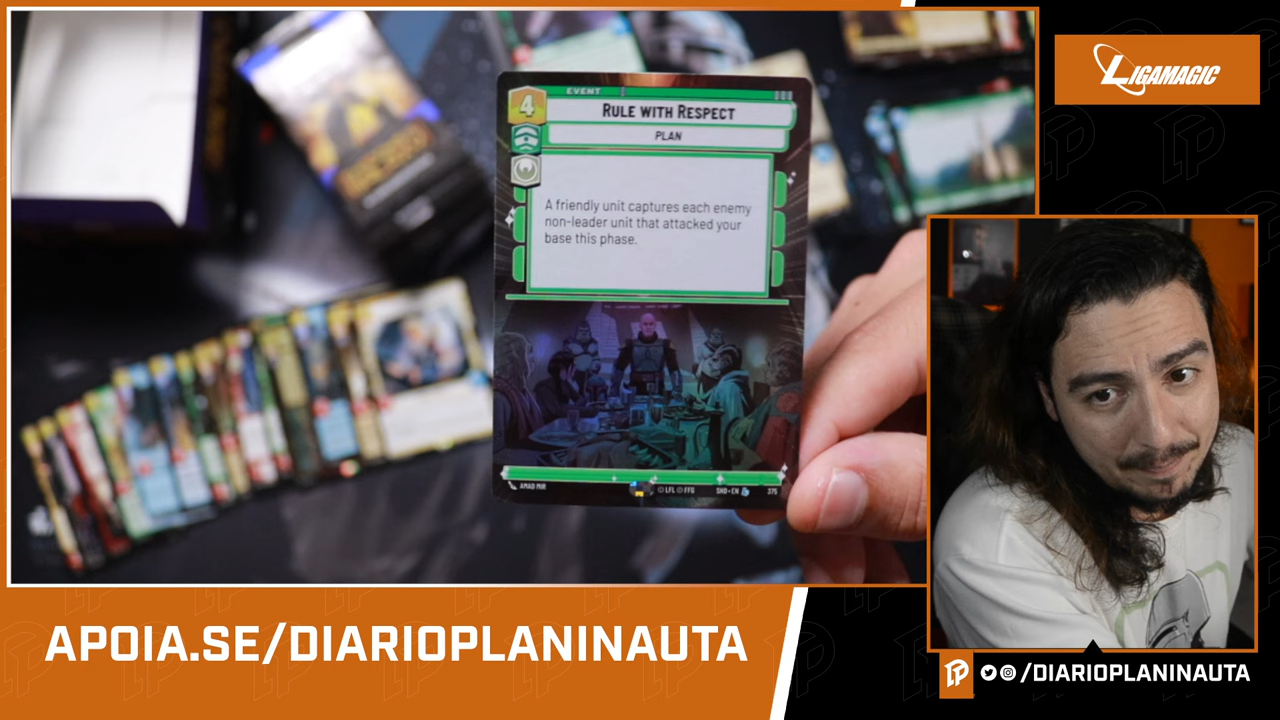 LIGAMAGIC
EVENT
4
RULE WITH RESPECT
PLAN
A friendly unit captures each enemy
non-leader unit that attacked your
base this phase.
AMAD MIR
© LFL © FFG
SHD • EN
375
APOIA.SE/DIARIOPLANINAUTA
/DIARIOPLANINAUTA